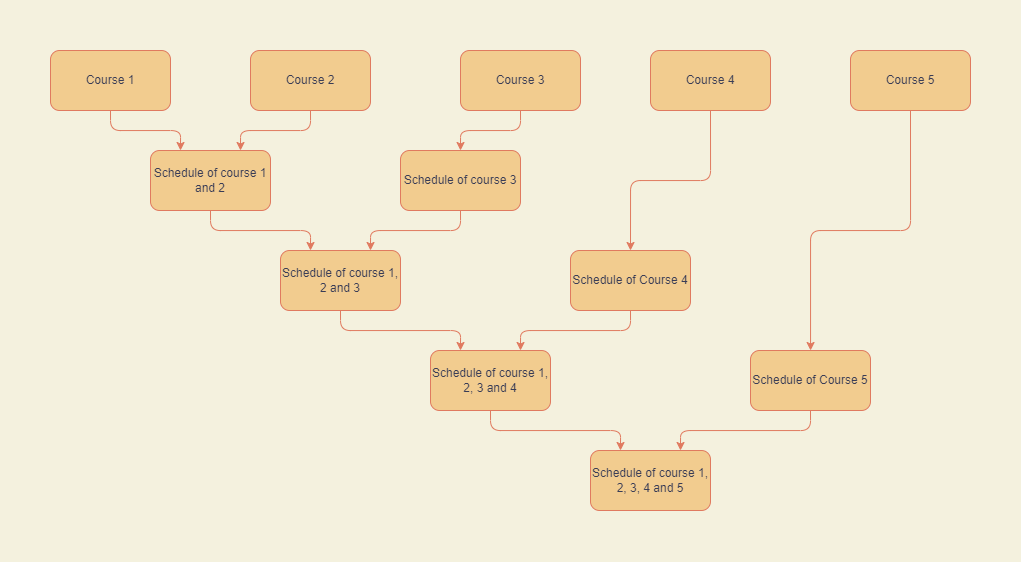 Course 1
Course 2
Course 3
Course 4
Course 5
Schedule of course 1
and 2
Schedule of course 3
Schedule of course 1,
2 and 3
Schedule of Course 4
Schedule of course 1,
2, 3 and 4
Schedule of Course 5
Schedule of course 1,
2, 3, 4 and 5